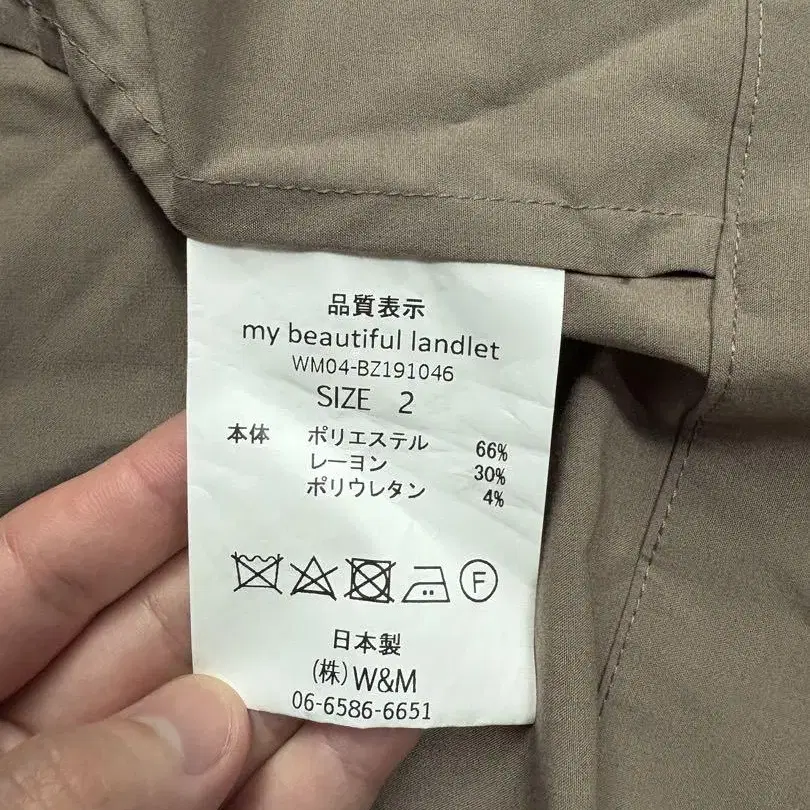 品質表示
my beautiful landlet
WM04-BZ191046
SIZE 2
本体 ポリエステル 66%
レーヨン 30%
ポリウレタン 4%
F
日本製
(株)W&M
06-6586-6651